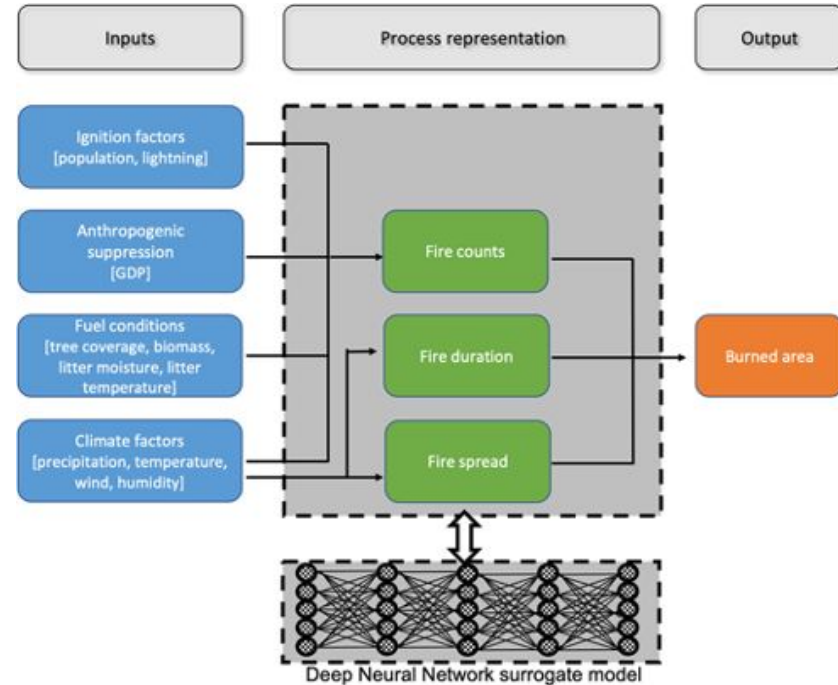 Inputs
Process representation
Output
Ignition factors
[population, lightning]
Anthropogenic
suppression
[GDP]
Fuel conditions
[tree coverage, biomass,
litter moisture, litter
temperature]
Climate factors
[precipitation, temperature,
wind, humidity]
Fire counts
Fire duration
Fire spread
Burned area
Deep Neural Network surrogate model